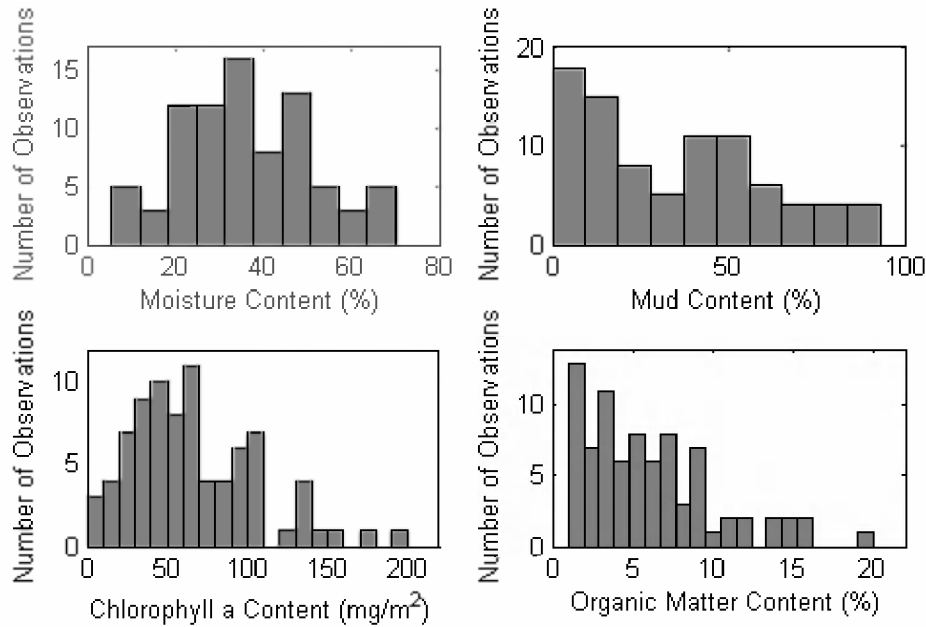 Number of Observations
15
10
5
0
0 20 40 60 80
Moisture Content (%)
Number of Observations
20
10
0
0 50 100
Mud Content (%)
Number of Observations
10
5
0
0 50 100 150 200
Chlorophyll a Content (mg/m²)
Number of Observations
10
5
0
0 5 10 15 20
Organic Matter Content (%)